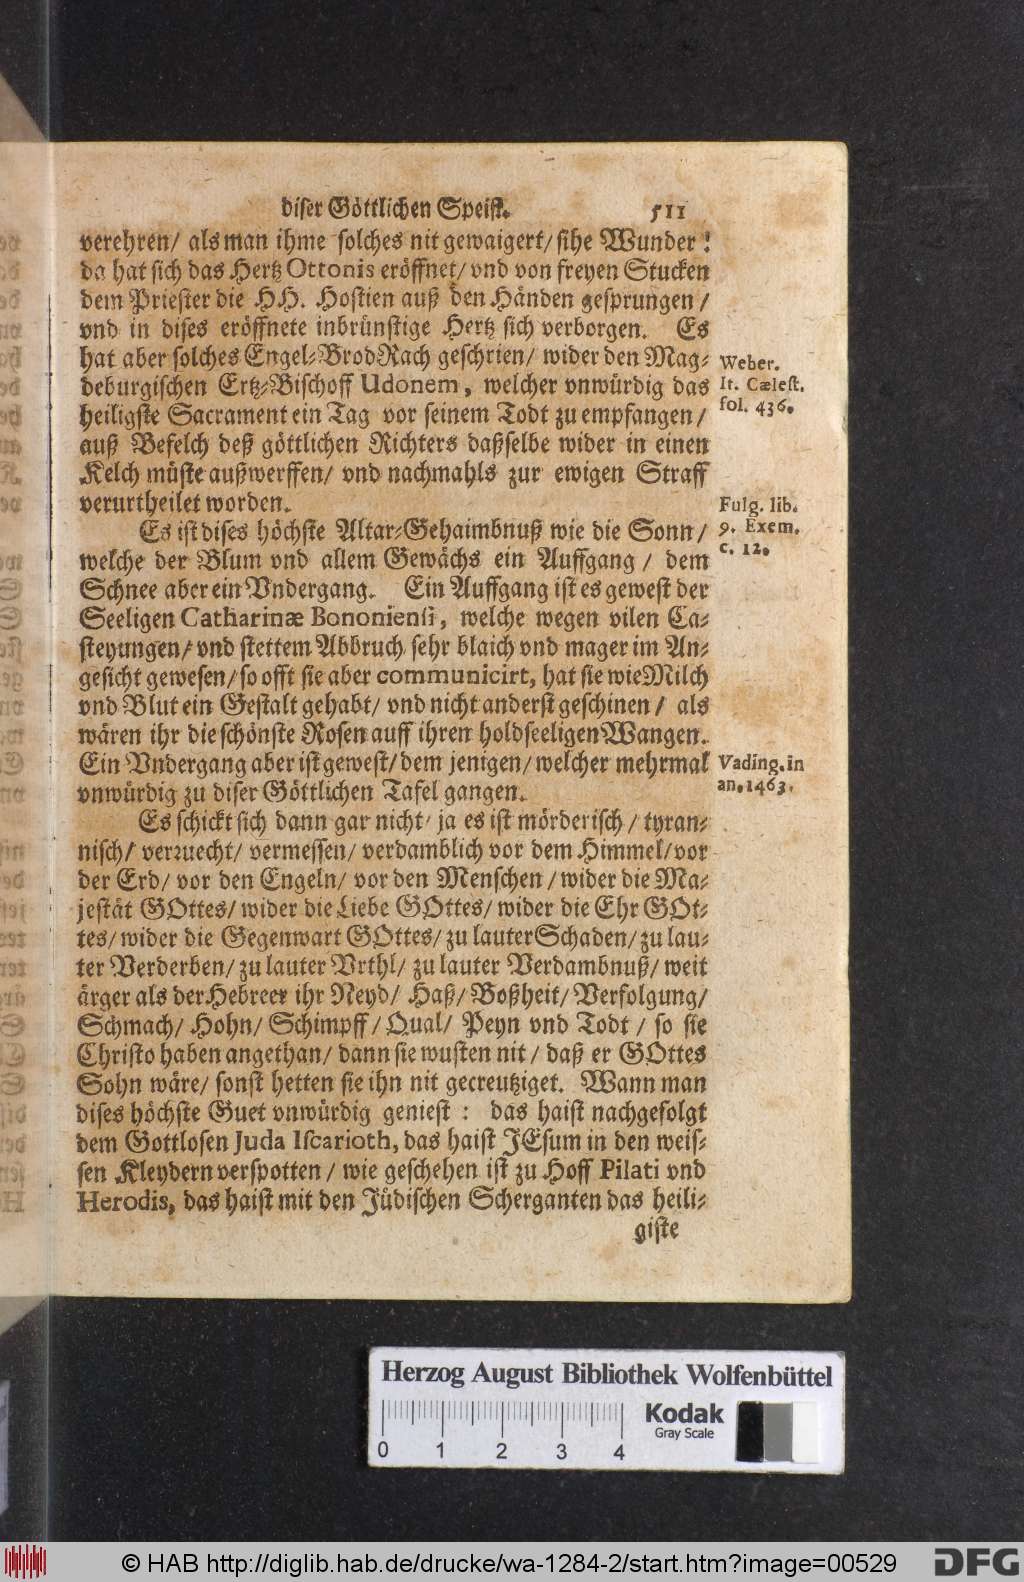 diser Göttlichen Speist. 511
verehren/ als man ihme solches nit gewaigert/ sihe Wunder!
da hat sich das Hertz Ottonis eröffnet/ vnd von freyen Stucken
dem Priester die HH. Hostien auß den Händen gesprungen/
vnd in dises eröffnete inbrünstige Hertz sich verborgen. Es
hat aber solches Engel-Brod Rach geschrien/ wider den Mag-
deburgischen Ertz-Bischoff Udonem, welcher vnwürdig das
heiligste Sacrament ein Tag vor seinem Todt zu empfangen/
auß Befelch deß göttlichen Richters daßselbe wider in einen
Kelch müste außwerffen/ vnd nachmahls zur ewigen Straff
verurtheilet worden.
Weber.
It. Cælest.
fol. 436.
Es ist dises höchste Altar-Gehaimbnuß wie die Sonn/
welche der Blum vnd allem Gewächs ein Auffgang/ dem
Schnee aber ein Vndergang. Ein Auffgang ist es gewest der
Seeligen Catharinæ Bononiensi, welche wegen vilen Ca-
steyungen/ vnd stettem Abbruch sehr blaich vnd mager im An-
gesicht gewesen/ so offt sie aber communicirt, hat sie wie Milch
vnd Blut ein Gestalt gehabt/ vnd nicht anderst geschinen/ als
wären ihr die schönste Rosen auff ihren holdseeligen Wangen.
Ein Vndergang aber ist gewest/ dem jenigen/ welcher mehrmal
vnwürdig zu diser Göttlichen Tafel gangen.
Fulg. lib.
9. Exem.
c. 12.
Vading. in
an. 1463.
Es schickt sich dann gar nicht/ ja es ist mörderisch/ tyran-
nisch/ verruecht/ vermessen/ verdamblich vor dem Himmel/ vor
der Erd/ vor den Engeln/ vor den Menschen/ wider die Ma-
jestät GOttes/ wider die Liebe GOttes/ wider die Ehr GOt-
tes/ wider die Gegenwart GOttes/ zu lauter Schaden/ zu lau-
ter Verderben/ zu lauter Vrthl/ zu lauter Verdambnuß/ weit
ärger als der Hebreer ihr Neyd/ Haß/ Boßheit/ Verfolgung/
Schmach/ Hohn/ Schimpff/ Qual/ Peyn vnd Todt/ so sie
Christo haben angethan/ dann sie wusten nit/ daß er GOttes
Sohn wäre/ sonst hetten sie ihn nit gecreutziget. Wann man
dises höchste Guet vnwürdig geniest: das haist nachgefolgt
dem Gottlosen Juda Iscarioth, das haist JEsum in den weis-
sen Kleydern verspotten/ wie geschehen ist zu Hoff Pilati vnd
Herodis, das haist mit den Jüdischen Scherganten das heili-
giste
Herzog August Bibliothek Wolfenbüttel
0 1 2 3 4
Kodak
Gray Scale
© HAB http://diglib.hab.de/drucke/wa-1284-2/start.htm?image=00529
DFG